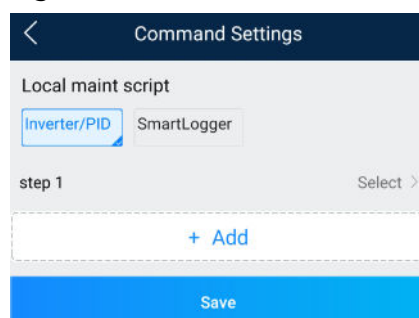 Command Settings
Local maint script
Inverter/PID SmartLogger
step 1 Select >
+ Add
Save